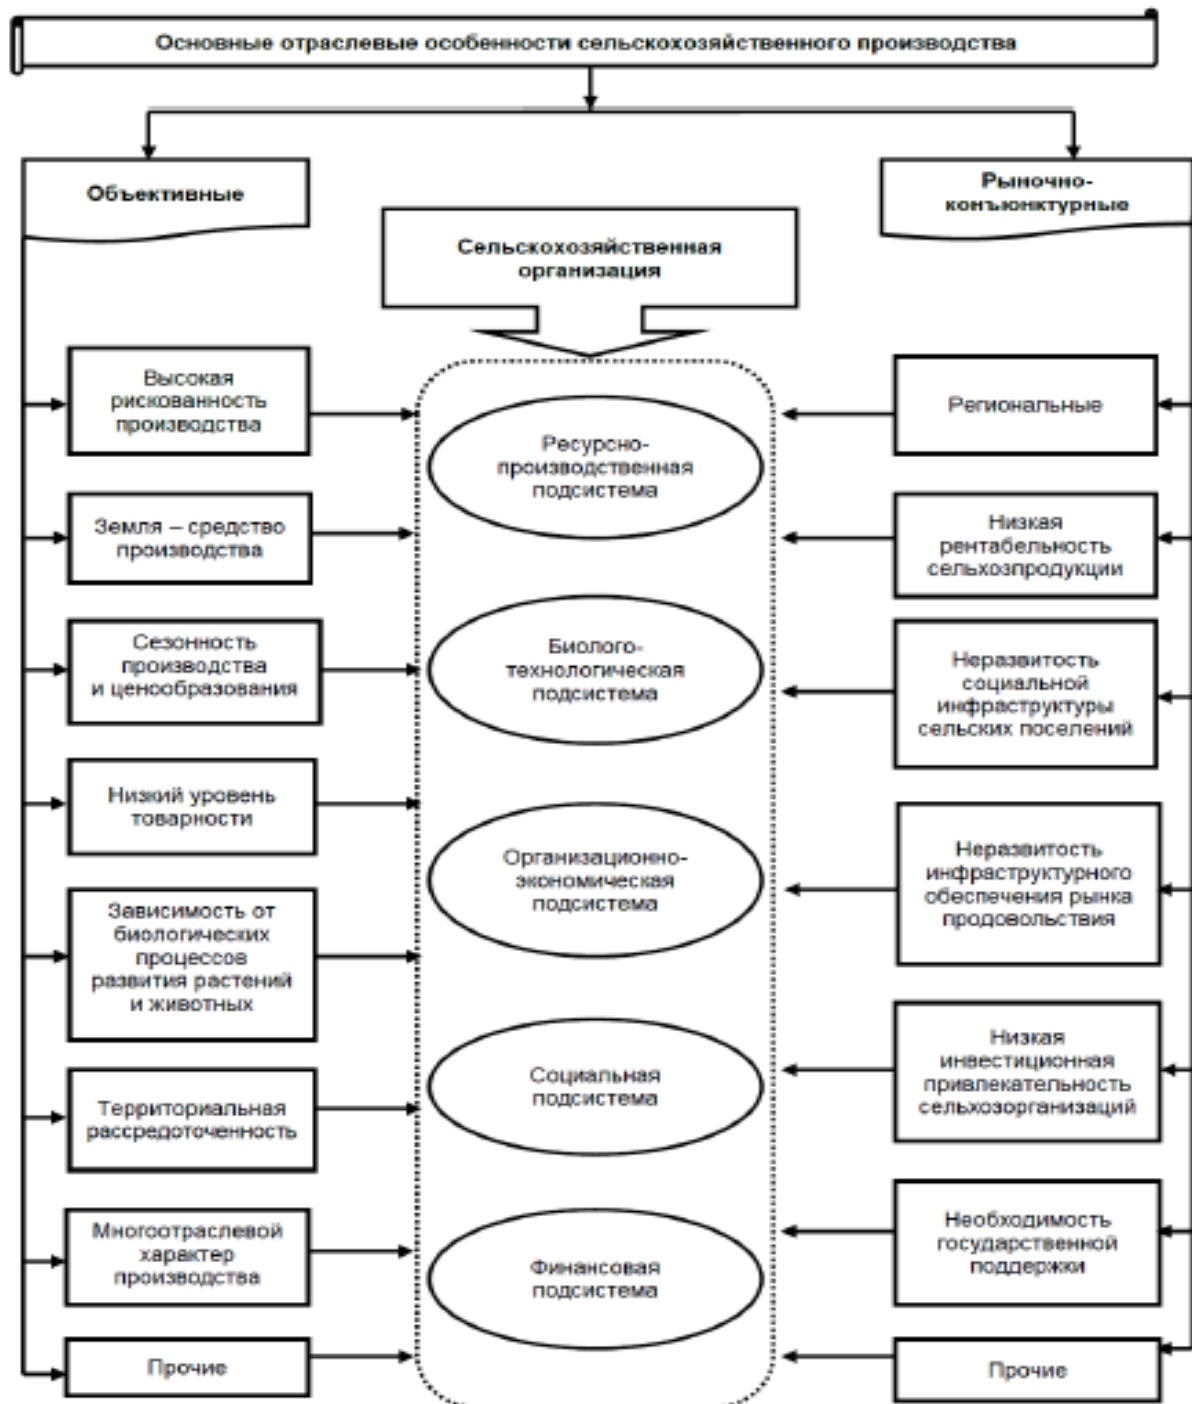 Основные отраслевые особенности сельскохозяйственного производства
Объективные
Рыночно-
конъюнктурные
Сельскохозяйственная
организация
Высокая
рискованность
производства
Земля – средство
производства
Сезонность
производства
и ценообразования
Низкий уровень
товарности
Зависимость от
биологических
процессов
развития растений
и животных
Территориальная
рассредоточенность
Многоотраслевой
характер
производства
Прочие
Ресурсно-
производственная
подсистема
Биолого-
технологическая
подсистема
Организационно-
экономическая
подсистема
Социальная
подсистема
Финансовая
подсистема
Региональные
Низкая
рентабельность
сельхозпродукции
Неразвитость
социальной
инфраструктуры
сельских поселений
Неразвитость
инфраструктурного
обеспечения рынка
продовольствия
Низкая
инвестиционная
привлекательность
сельхозорганизаций
Необходимость
государственной
поддержки
Прочие